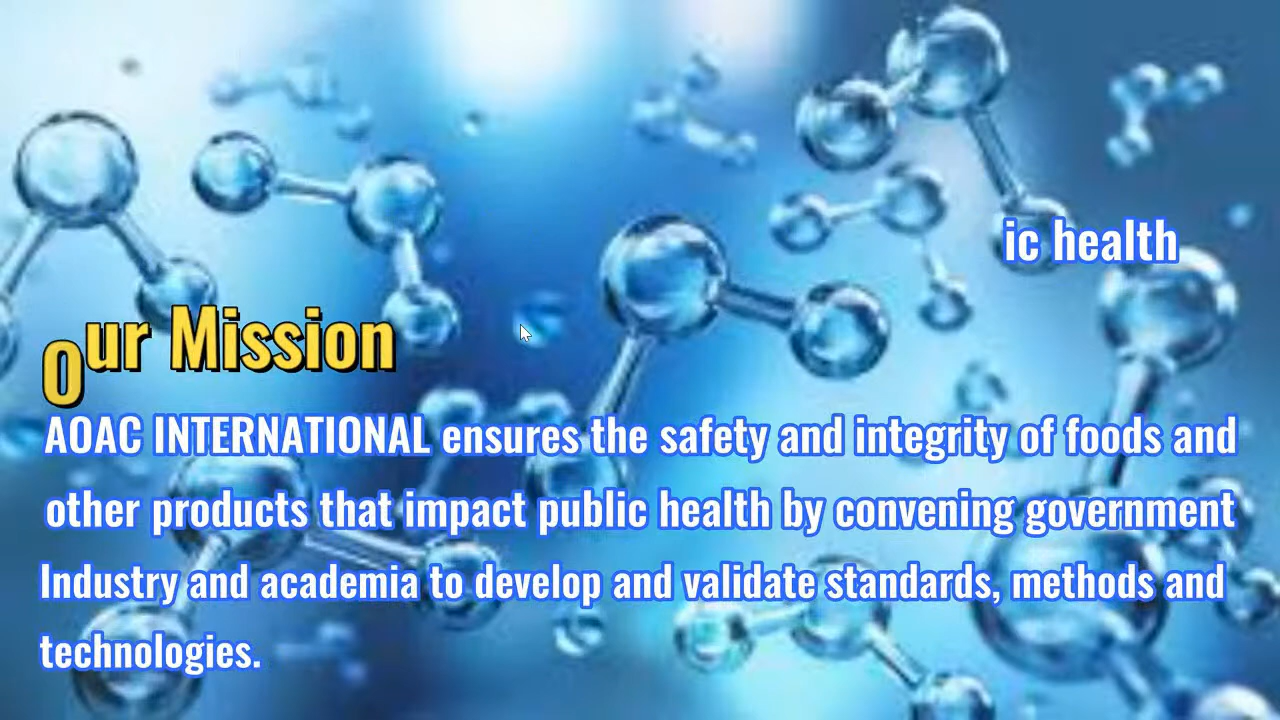 ic health
Our Mission
AOAC INTERNATIONAL ensures the safety and integrity of foods and
other products that impact public health by convening government
Industry and academia to develop and validate standards, methods and
technologies.